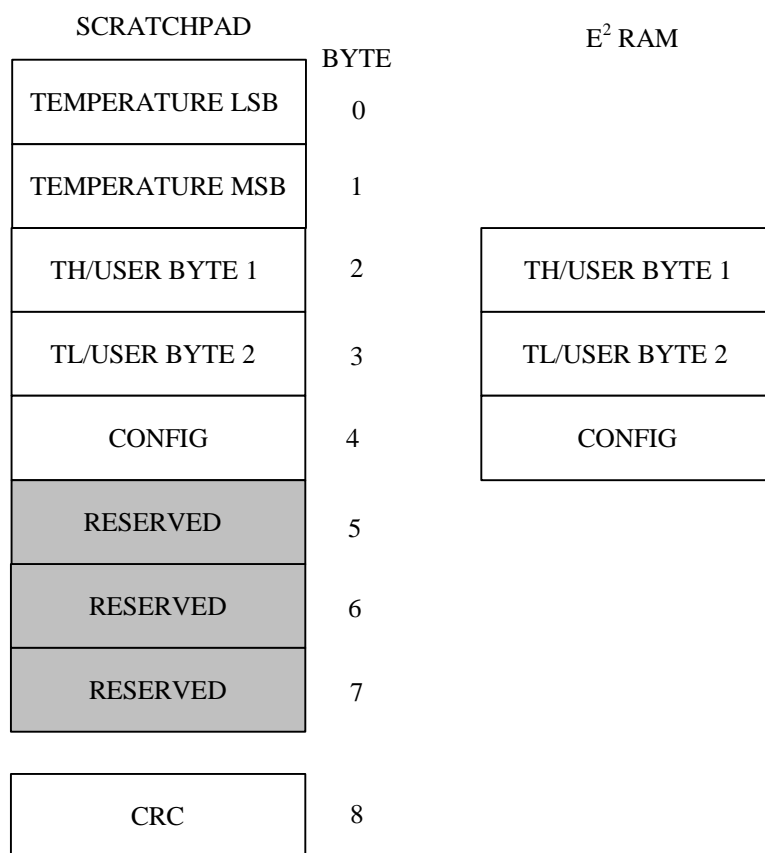 SCRATCHPAD
BYTE
E² RAM
TEMPERATURE LSB 0
TEMPERATURE MSB 1
TH/USER BYTE 1 2 TH/USER BYTE 1
TL/USER BYTE 2 3 TL/USER BYTE 2
CONFIG 4 CONFIG
RESERVED 5
RESERVED 6
RESERVED 7
CRC 8